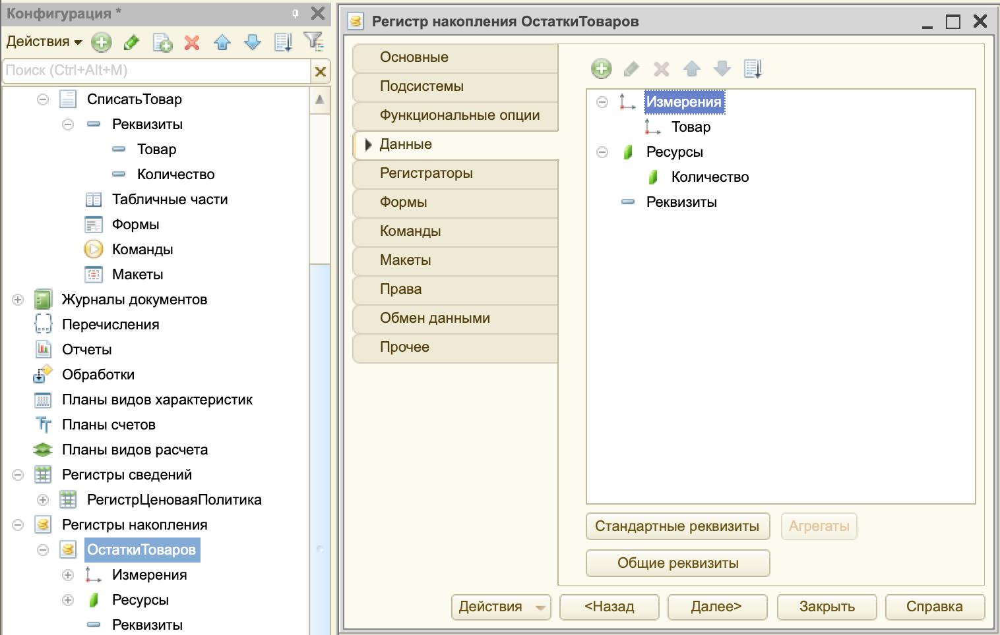 Конфигурация *
Действия
Поиск (Ctrl+Alt+M)
СписатьТовар
Реквизиты
Товар
Количество
Табличные части
Формы
Команды
Макеты
Журналы документов
Перечисления
Отчеты
Обработки
Планы видов характеристик
Планы счетов
Планы видов расчета
Регистры сведений
РегистрЦеноваяПолитика
Регистры накопления
ОстаткиТоваров
Измерения
Ресурсы
Реквизиты
Регистр накопления ОстаткиТоваров
Основные
Подсистемы
Функциональные опции
Данные
Регистраторы
Формы
Команды
Макеты
Права
Обмен данными
Прочее
Измерения
Товар
Ресурсы
Количество
Реквизиты
Стандартные реквизиты Агрегаты
Общие реквизиты
Действия <Назад Далее> Закрыть Справка